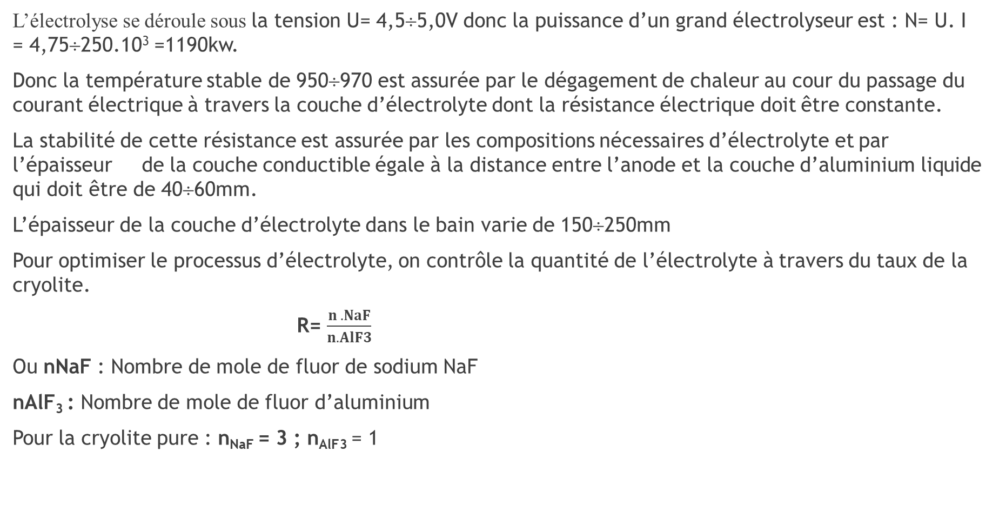 L’électrolyse se déroule sous la tension U= 4,5÷5,0V donc la puissance d’un grand électrolyseur est : N= U. I
= 4,75÷250.10³ =1190kw.
Donc la température stable de 950÷970 est assurée par le dégagement de chaleur au cour du passage du
courant électrique à travers la couche d’électrolyte dont la résistance électrique doit être constante.
La stabilité de cette résistance est assurée par les compositions nécessaires d’électrolyte et par
l’épaisseur de la couche conductible égale à la distance entre l’anode et la couche d’aluminium liquide
qui doit être de 40÷60mm.
L’épaisseur de la couche d’électrolyte dans le bain varie de 150÷250mm
Pour optimiser le processus d’électrolyte, on contrôle la quantité de l’électrolyte à travers du taux de la
cryolite.
R= n .NaF / n.AlF3
Ou nNaF : Nombre de mole de fluor de sodium NaF
nAlF₃ : Nombre de mole de fluor d’aluminium
Pour la cryolite pure : nNaF = 3 ; nAlF3 = 1